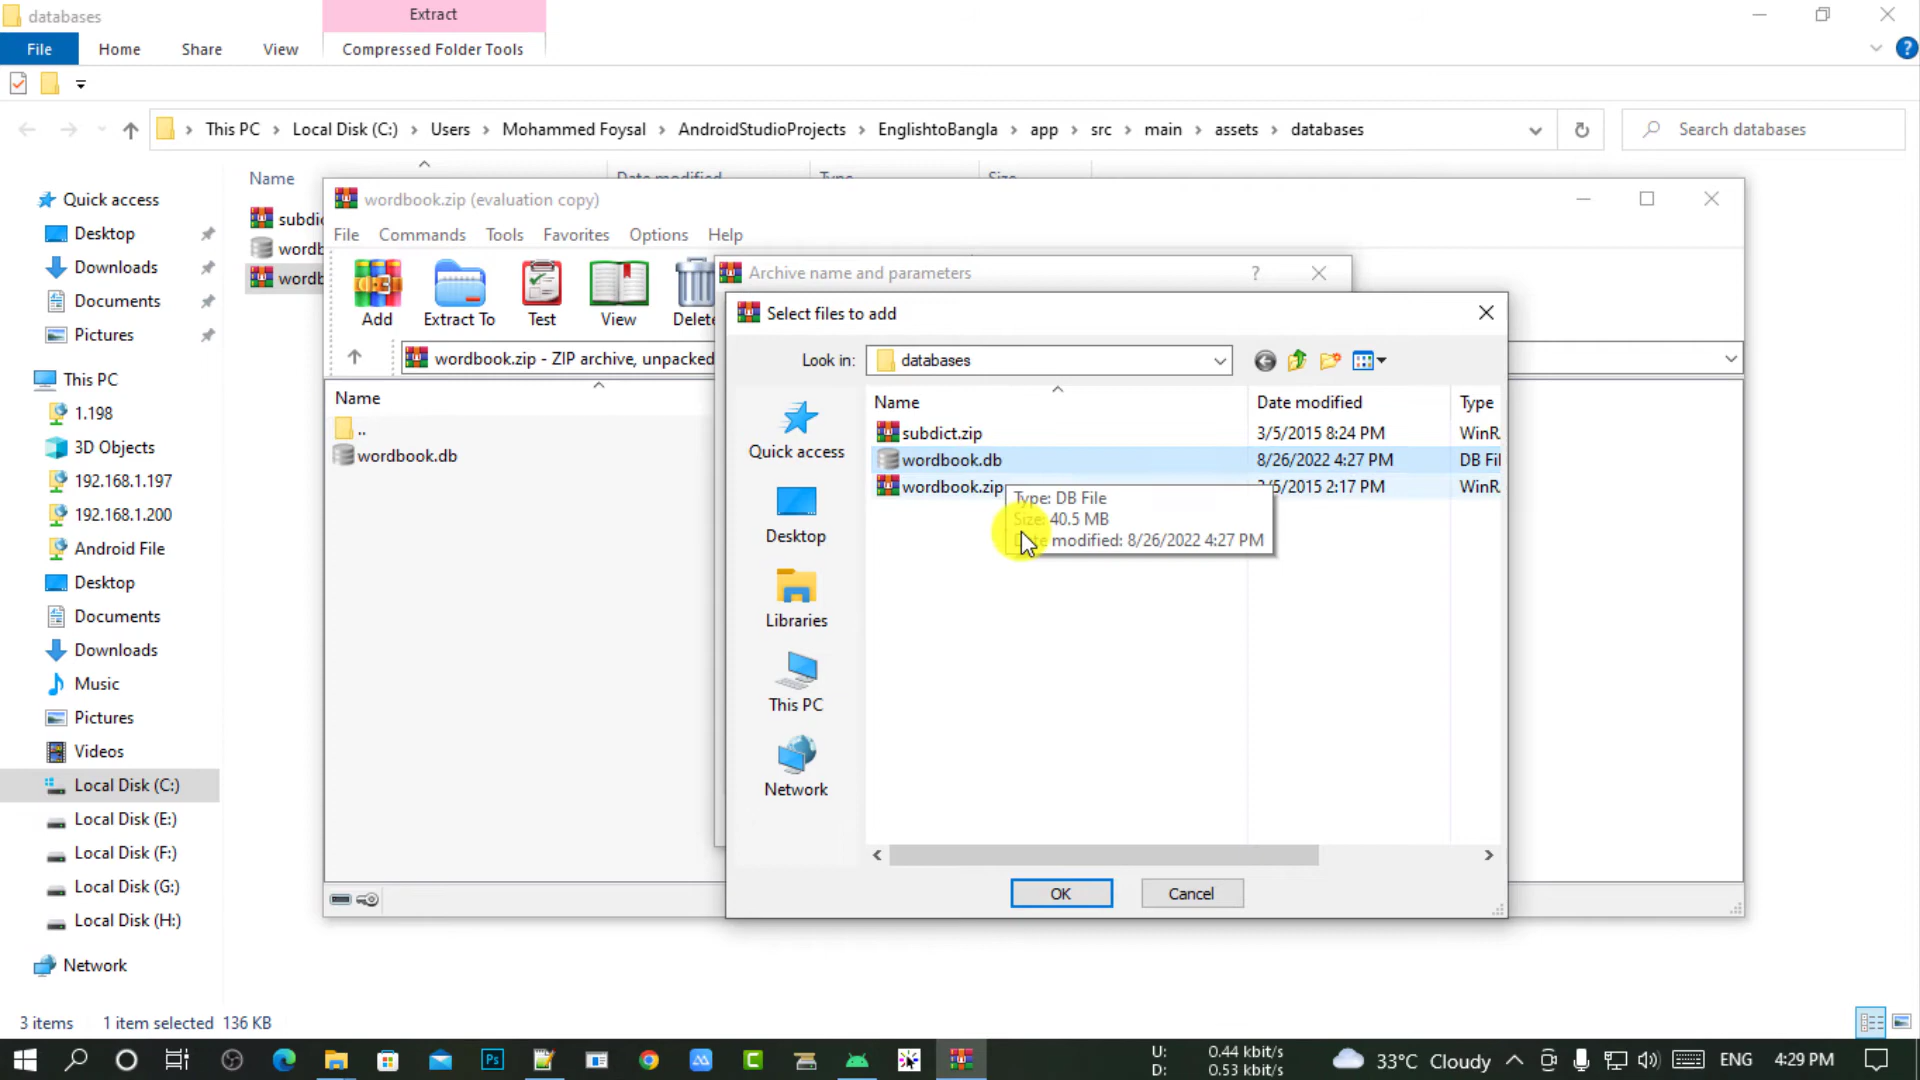 databases
Extract
File
Home
Share
View
Compressed Folder Tools
This PC
Local Disk (C:)
Users
Mohammed Foysal
AndroidStudioProjects
EnglishtoBangla
app
src
main
assets
databases
Search databases
Name
Quick access
Desktop
Downloads
Documents
Pictures
This PC
1.198
3D Objects
192.168.1.197
192.168.1.200
Android File
Desktop
Documents
Downloads
Music
Pictures
Videos
Local Disk (C:)
Local Disk (E:)
Local Disk (F:)
Local Disk (G:)
Local Disk (H:)
Network
wordbook.zip (evaluation copy)
File
Commands
Tools
Favorites
Options
Help
Add
Extract To
Test
View
Delete
wordbook.zip - ZIP archive, unpacked
Name
..
wordbook.db
Archive name and parameters
?
Select files to add
Look in:
databases
Quick access
Desktop
Libraries
This PC
Network
Name
Date modified
Type
subdict.zip
3/5/2015 8:24 PM
wordbook.db
8/26/2022 4:27 PM
wordbook.zip
/5/2015 2:17 PM
Type: DB File
Size: 40.5 MB
modified: 8/26/2022 4:27 PM
OK
Cancel
3 items
1 item selected 136 KB
U: 0.44 kbit/s
D: 0.53 kbit/s
33°C Cloudy
ENG
4:29 PM